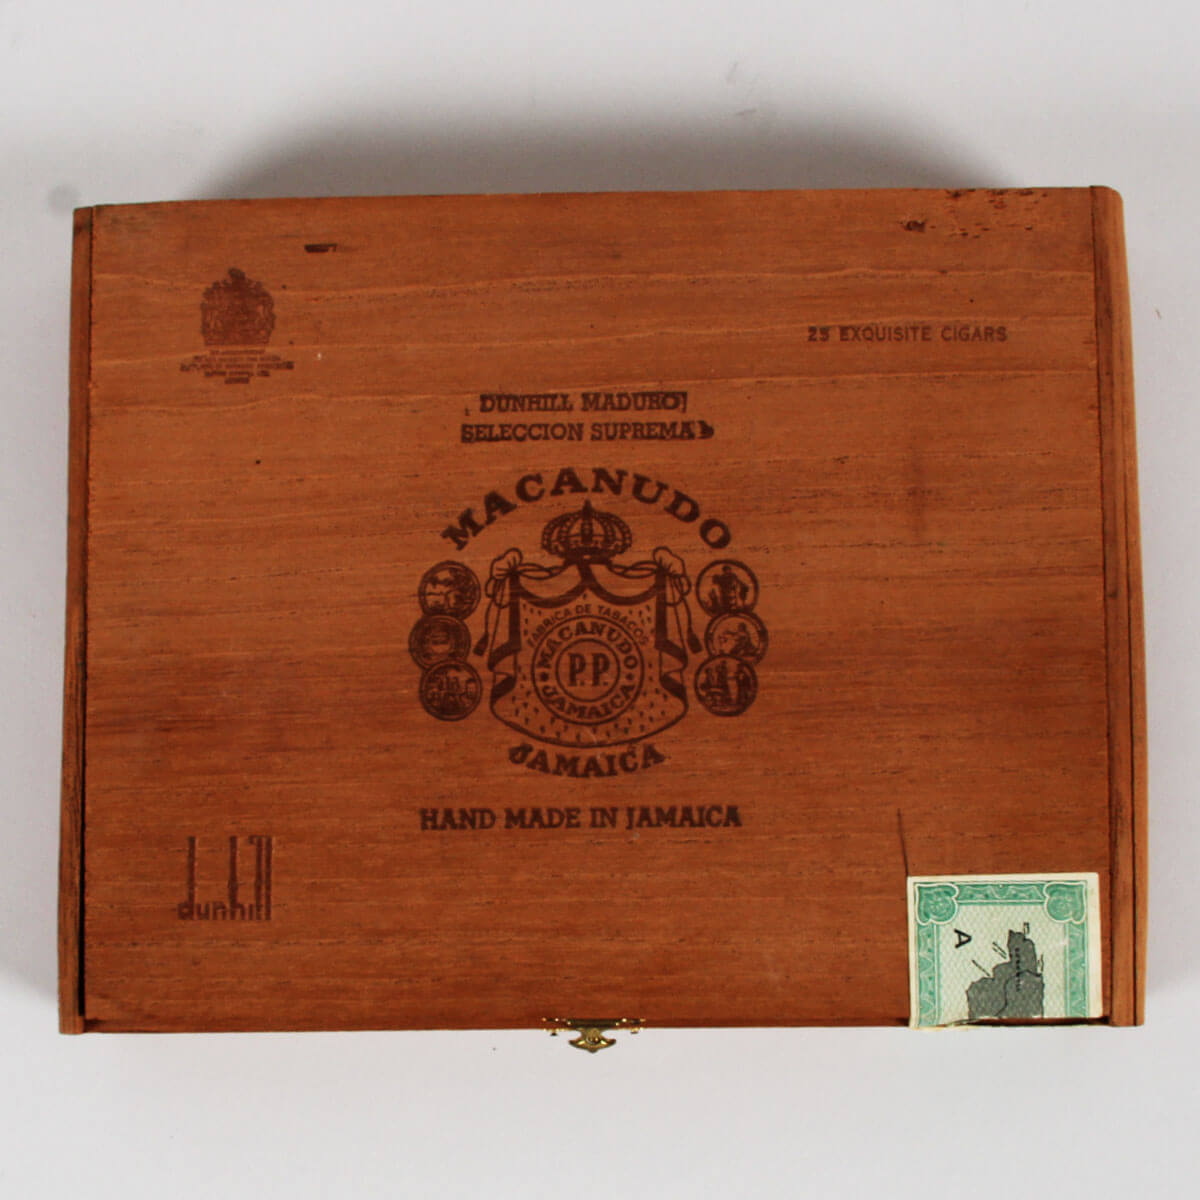 25 EXQUISITE CIGARS
DUNHILL MADURO
SELECCION SUPREMA
MACANUDO
FABRICA DE TABACOS
MACANUDO
P.P.
JAMAICA
JAMAICA
HAND MADE IN JAMAICA
dunhill
A